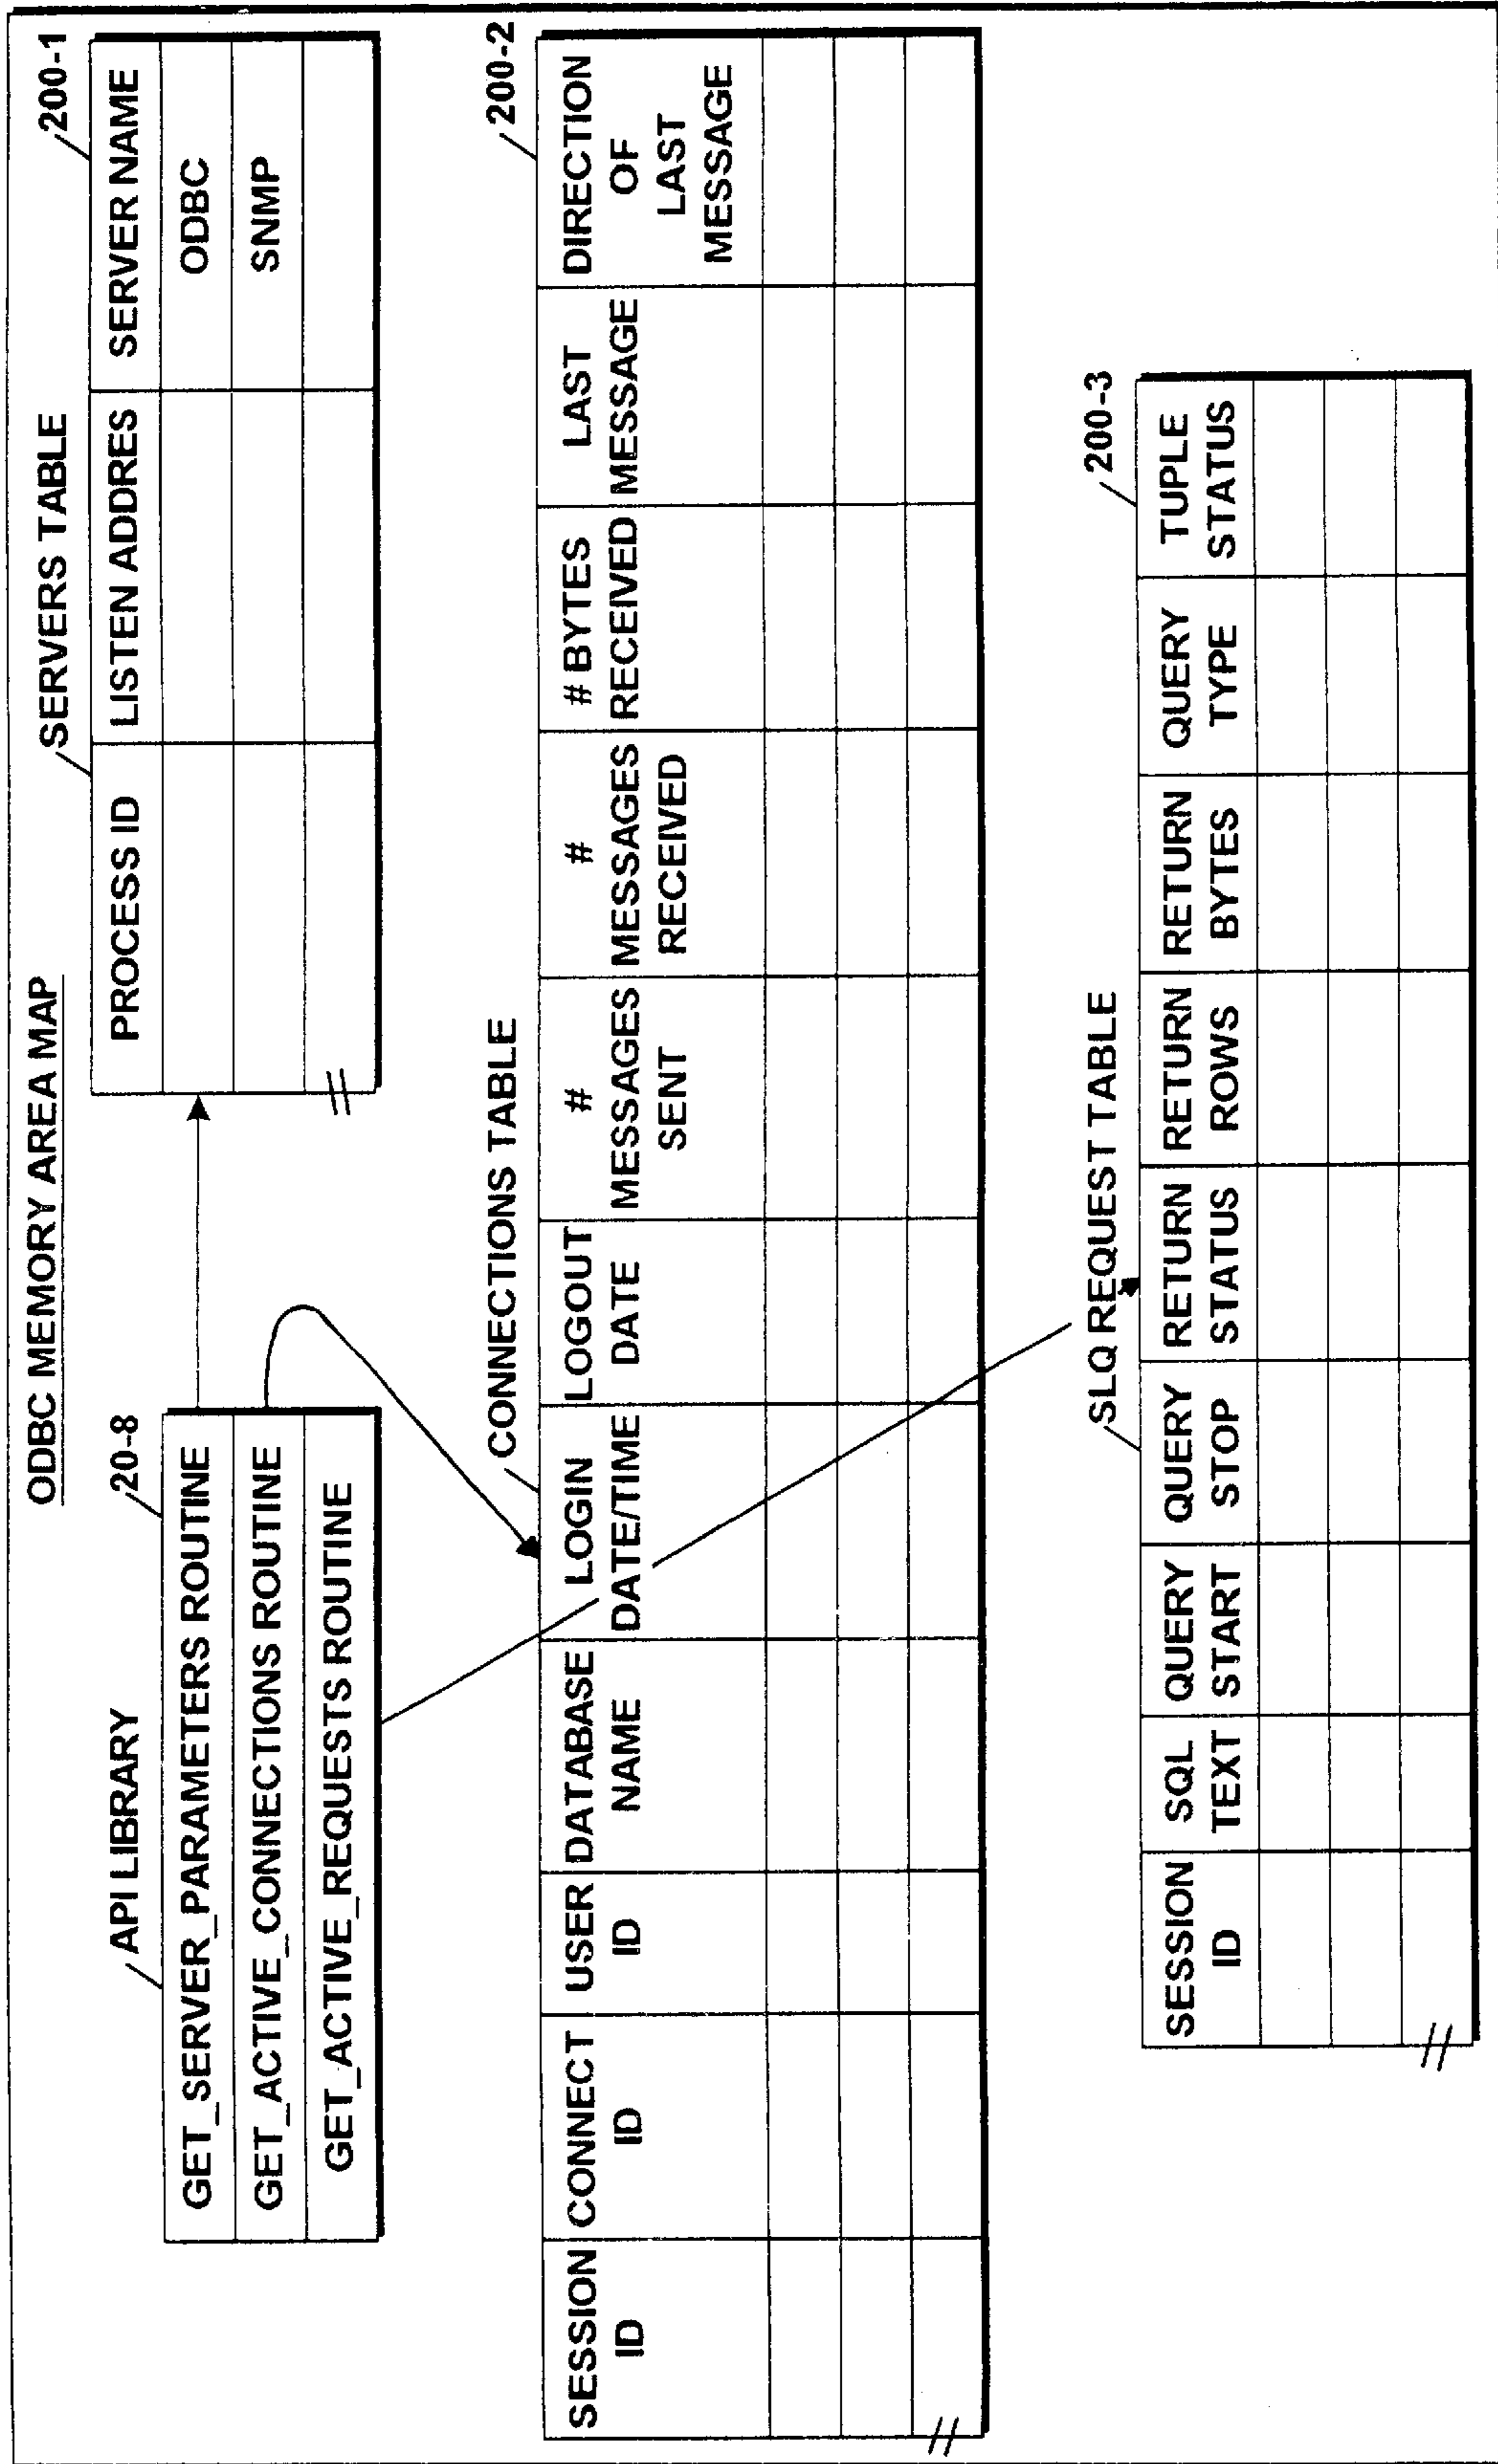 ODBC MEMORY AREA MAP
API LIBRARY
20-8
GET_SERVER_PARAMETERS ROUTINE
GET_ACTIVE_CONNECTIONS ROUTINE
GET_ACTIVE_REQUESTS ROUTINE
SERVERS TABLE
200-1
PROCESS ID
LISTEN ADDRES
SERVER NAME
ODBC
SNMP
CONNECTIONS TABLE
200-2
SESSION
ID
CONNECT
ID
USER
ID
DATABASE
NAME
LOGIN
DATE/TIME
LOGOUT
DATE
#
MESSAGES
SENT
#
MESSAGES
RECEIVED
# BYTES
RECEIVED
LAST
MESSAGE
DIRECTION
OF
LAST
MESSAGE
SLQ REQUEST TABLE
200-3
SESSION
ID
SQL
TEXT
QUERY
START
QUERY
STOP
RETURN
STATUS
RETURN
ROWS
RETURN
BYTES
QUERY
TYPE
TUPLE
STATUS